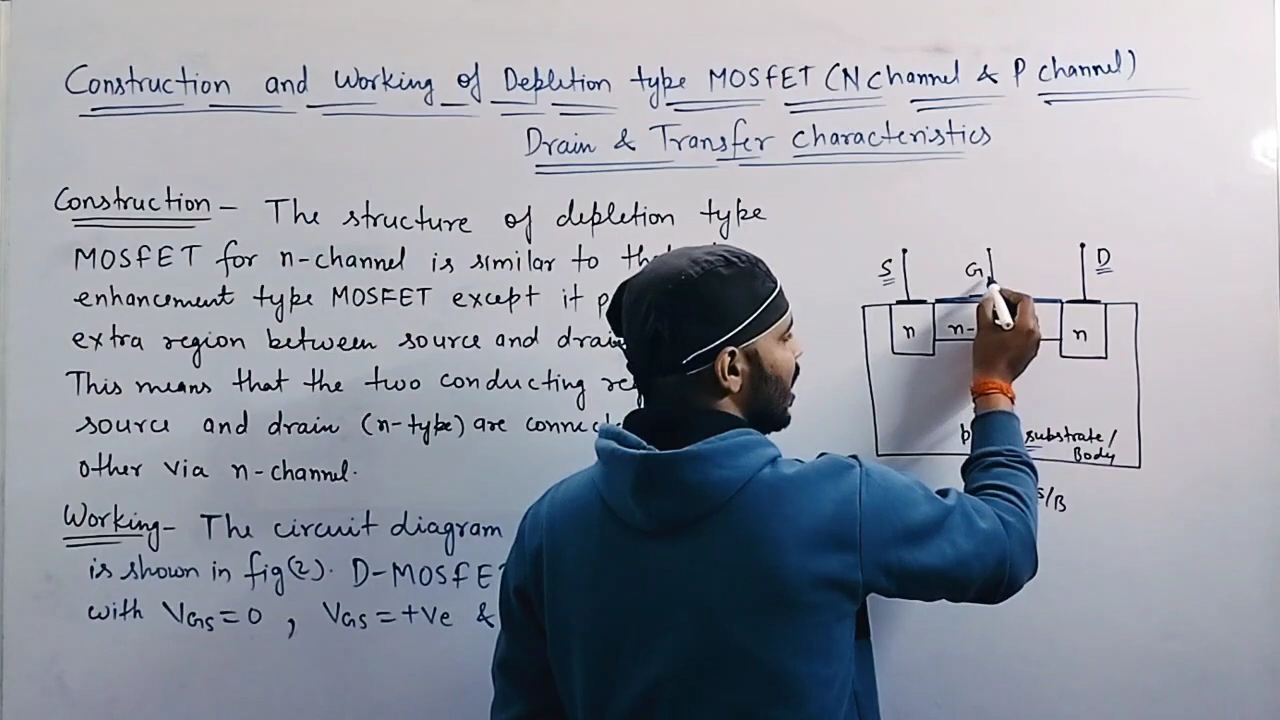 Construction and Working of Depletion type MOSFET (N channel & P channel)
Drain & Transfer characteristics
Construction - The structure of depletion type
MOSFET for n-channel is similar to
enhancement type MOSFET except it
extra region between source and
This means that the two conducting
source and drain (n-type) are
other via n-channel.
Working - The circuit diagram
is shown in fig(2). D-MOSFET
with VGS=0, VGS=+Ve &
S G D
n n- n
substrate/
Body
S/B